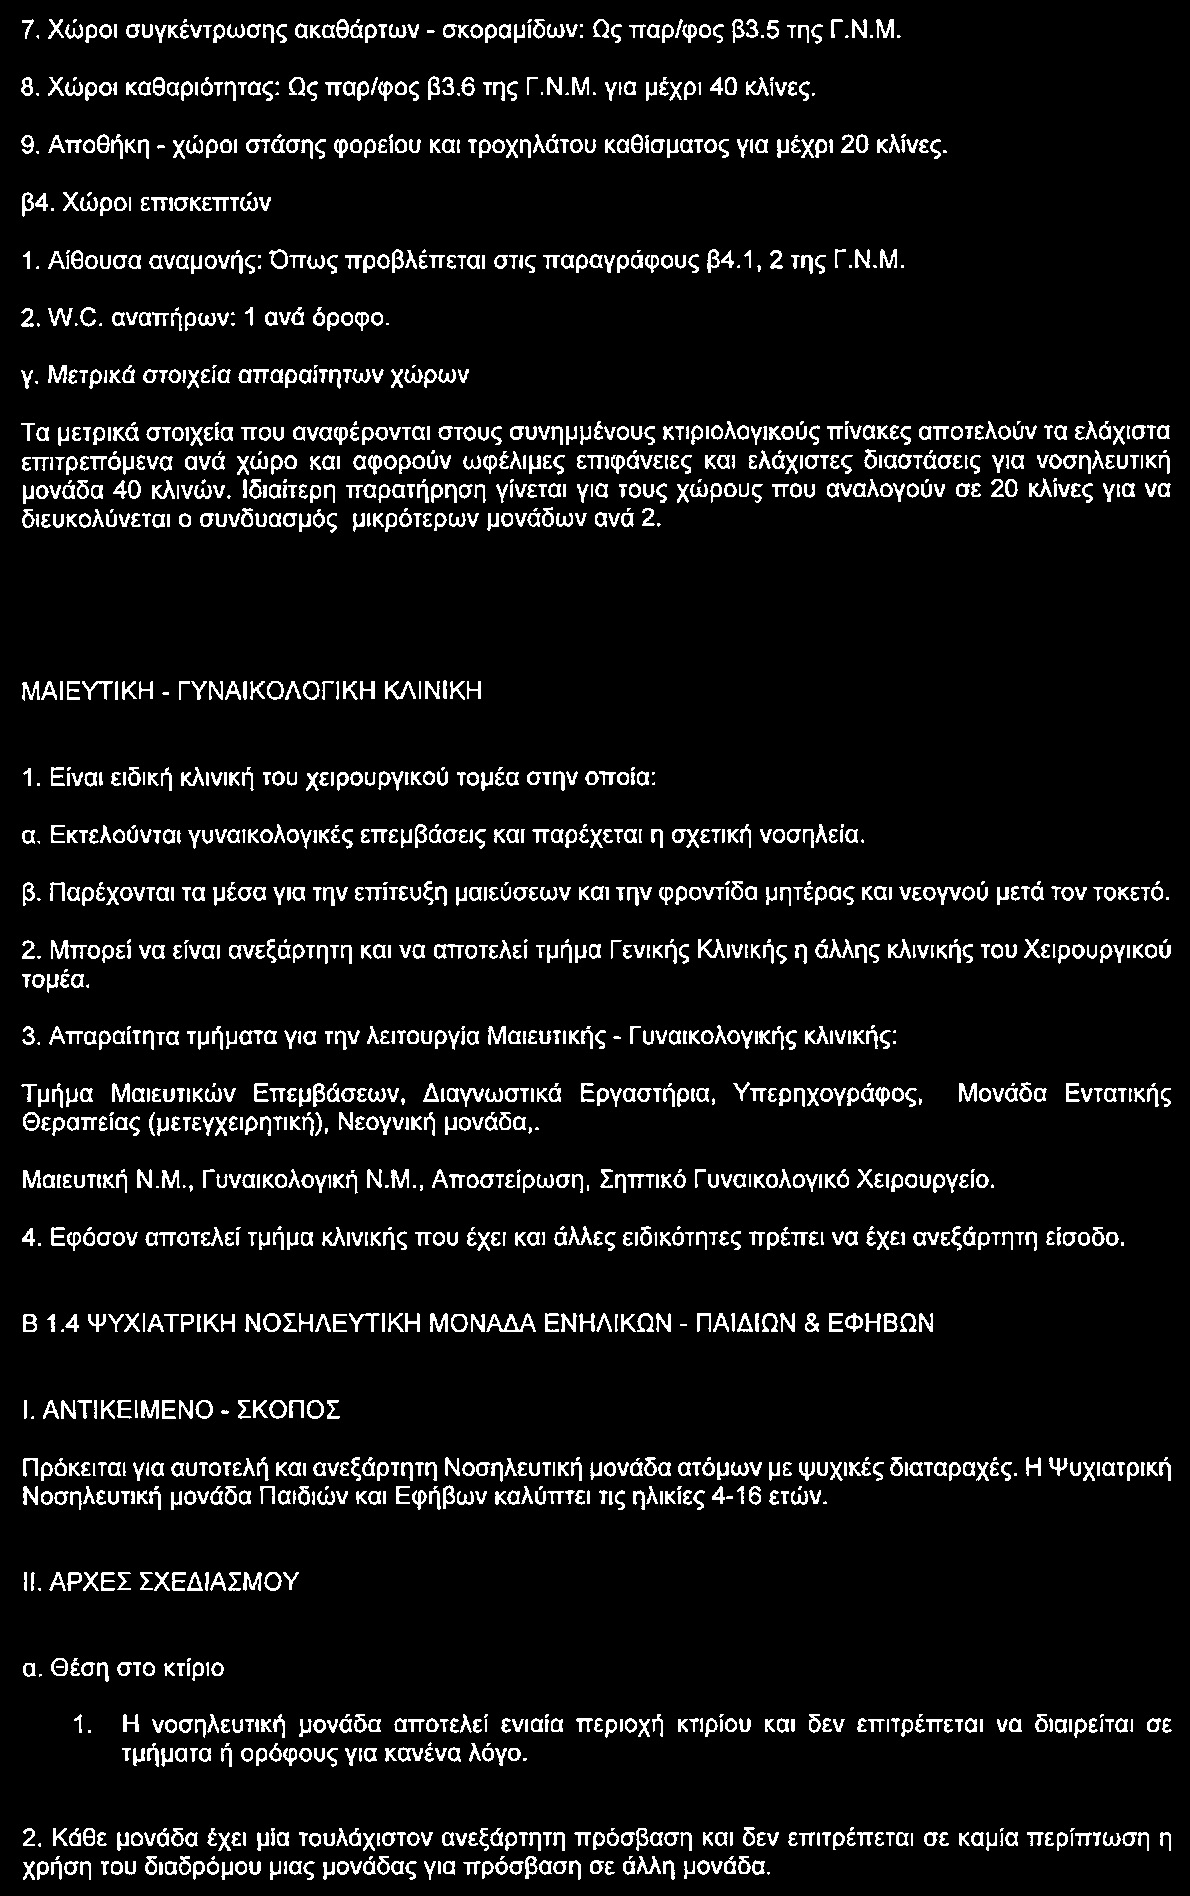 7. Χώροι συγκέντρωσης ακαθάρτων - σκοραμίδων: Ως παρ/φος β3.5 της Γ.Ν.Μ.
8. Χώροι καθαριότητας: Ως παρ/φος β3.6 της Γ.Ν.Μ. για μέχρι 40 κλίνες.
9. Αποθήκη - χώροι στάσης φορείου και τροχηλάτου καθίσματος για μέχρι 20 κλίνες.
β4. Χώροι επισκεπτών
1. Αίθουσα αναμονής: Όπως προβλέπεται στις παραγράφους β4.1, 2 της Γ.Ν.Μ.
2. W.C. αναπήρων: 1 ανά όροφο.
γ. Μετρικά στοιχεία απαραίτητων χώρων
Τα μετρικά στοιχεία που αναφέρονται στους συνημμένους κτιριολογικούς πίνακες αποτελούν τα ελάχιστα
επιτρεπόμενα ανά χώρο και αφορούν ωφέλιμες επιφάνειες και ελάχιστες διαστάσεις για νοσηλευτική
μονάδα 40 κλινών. Ιδιαίτερη παρατήρηση γίνεται για τους χώρους που αναλογούν σε 20 κλίνες για να
διευκολύνεται ο συνδυασμός μικρότερων μονάδων ανά 2.
ΜΑΙΕΥΤΙΚΗ - ΓΥΝΑΙΚΟΛΟΓΙΚΗ ΚΛΙΝΙΚΗ
1. Είναι ειδική κλινική του χειρουργικού τομέα στην οποία:
α. Εκτελούνται γυναικολογικές επεμβάσεις και παρέχεται η σχετική νοσηλεία.
β. Παρέχονται τα μέσα για την επίτευξη μαιεύσεων και την φροντίδα μητέρας και νεογνού μετά τον τοκετό.
2. Μπορεί να είναι ανεξάρτητη και να αποτελεί τμήμα Γενικής Κλινικής η άλλης κλινικής του Χειρουργικού
τομέα.
3. Απαραίτητα τμήματα για την λειτουργία Μαιευτικής - Γυναικολογικής κλινικής:
Τμήμα Μαιευτικών Επεμβάσεων, Διαγνωστικά Εργαστήρια, Υπερηχογράφος, Μονάδα Εντατικής
Θεραπείας (μετεγχειρητική), Νεογνική μονάδα,.
Μαιευτική Ν.Μ., Γυναικολογική Ν.Μ., Αποστείρωση, Σηπτικό Γυναικολογικό Χειρουργείο.
4. Εφόσον αποτελεί τμήμα κλινικής που έχει και άλλες ειδικότητες πρέπει να έχει ανεξάρτητη είσοδο.
Β 1.4 ΨΥΧΙΑΤΡΙΚΗ ΝΟΣΗΛΕΥΤΙΚΗ ΜΟΝΑΔΑ ΕΝΗΛΙΚΩΝ - ΠΑΙΔΙΩΝ & ΕΦΗΒΩΝ
Ι. ΑΝΤΙΚΕΙΜΕΝΟ - ΣΚΟΠΟΣ
Πρόκειται για αυτοτελή και ανεξάρτητη Νοσηλευτική μονάδα ατόμων με ψυχικές διαταραχές. Η Ψυχιατρική
Νοσηλευτική μονάδα Παιδιών και Εφήβων καλύπτει τις ηλικίες 4-16 ετών.
ΙΙ. ΑΡΧΕΣ ΣΧΕΔΙΑΣΜΟΥ
α. Θέση στο κτίριο
1. Η νοσηλευτική μονάδα αποτελεί ενιαία περιοχή κτιρίου και δεν επιτρέπεται να διαιρείται σε
τμήματα ή ορόφους για κανένα λόγο.
2. Κάθε μονάδα έχει μία τουλάχιστον ανεξάρτητη πρόσβαση και δεν επιτρέπεται σε καμία περίπτωση η
χρήση του διαδρόμου μιας μονάδας για πρόσβαση σε άλλη μονάδα.